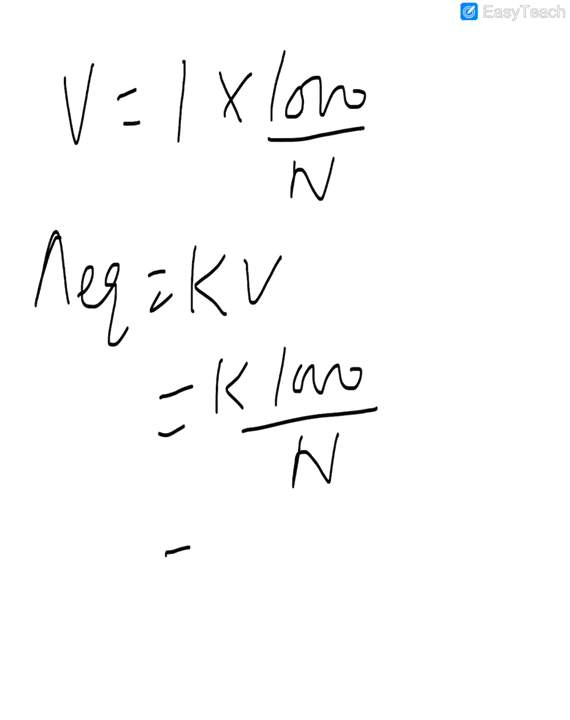 EasyTeach
V = 1 × 1000/N
Λeq = KV
= K 1000/N
-